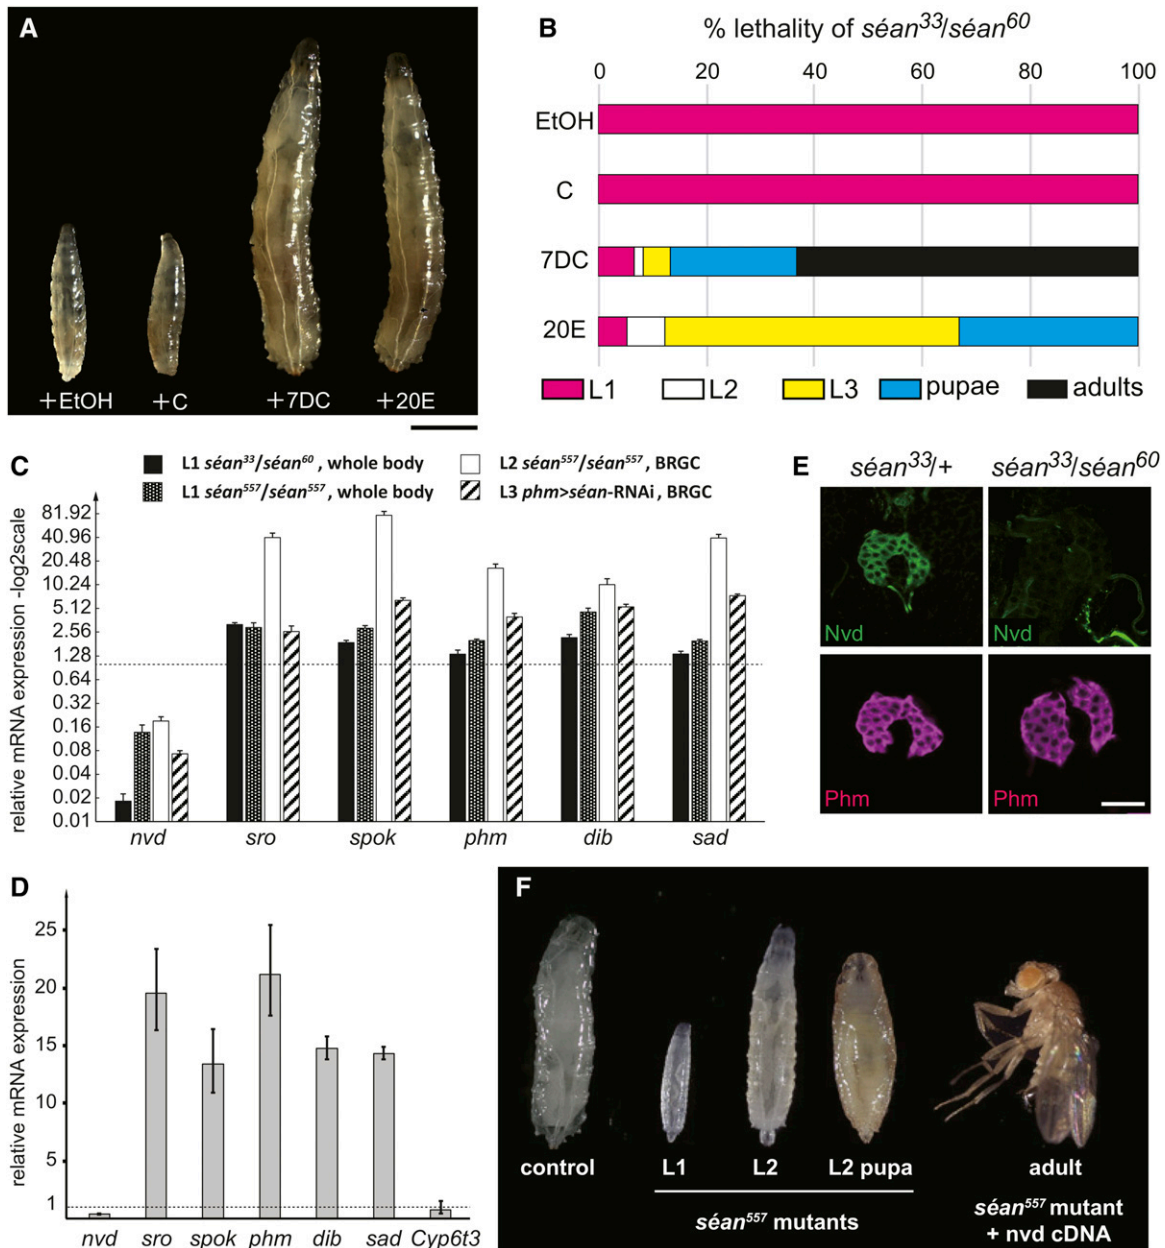 A
+EtOH +C +7DC +20E
B
% lethality of séan33/séan60
0 20 40 60 80 100
EtOH
C
7DC
20E
L1 L2 L3 pupae adults
C
L1 séan33/séan60, whole body
L1 séan557/séan557, whole body
L2 séan557/séan557, BRGC
L3 phm>séan-RNAi, BRGC
relative mRNA expression -log2scale
81.92
40.96
20.48
10.24
5.12
2.56
1.28
0.64
0.32
0.16
0.08
0.04
0.02
0.01
nvd sro spok phm dib sad
E
séan33/+ séan33/séan60
Nvd Nvd
Phm Phm
D
relative mRNA expression
25
20
15
10
5
1
nvd sro spok phm dib sad Cyp6t3
F
control L1 L2 L2 pupa adult
séan557 mutants
séan557 mutant
+ nvd cDNA